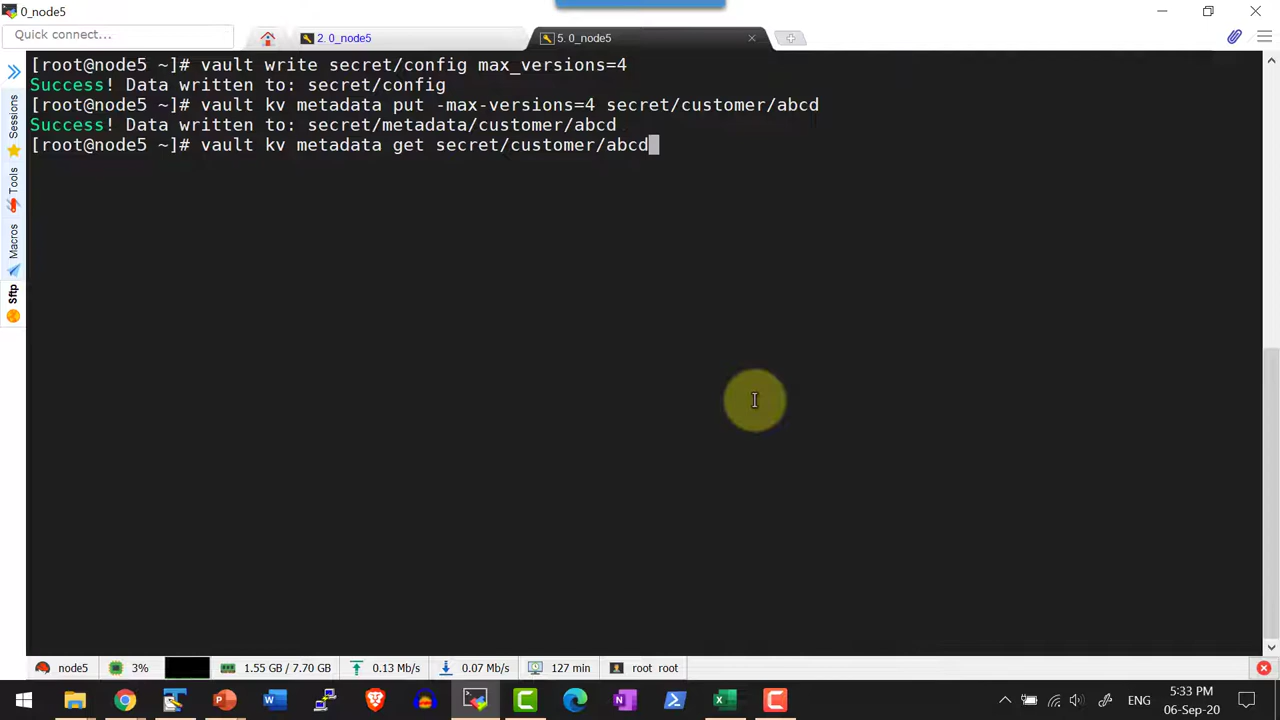 0_node5
Quick connect...
2. 0_node5
5. 0_node5
[root@node5 ~]# vault write secret/config max_versions=4
Success! Data written to: secret/config
[root@node5 ~]# vault kv metadata put -max-versions=4 secret/customer/abcd
Success! Data written to: secret/metadata/customer/abcd
[root@node5 ~]# vault kv metadata get secret/customer/abcd
Sessions
Tools
Macros
Sftp
node5
3%
1.55 GB / 7.70 GB
0.13 Mb/s
0.07 Mb/s
127 min
root root
ENG
5:33 PM
06-Sep-20